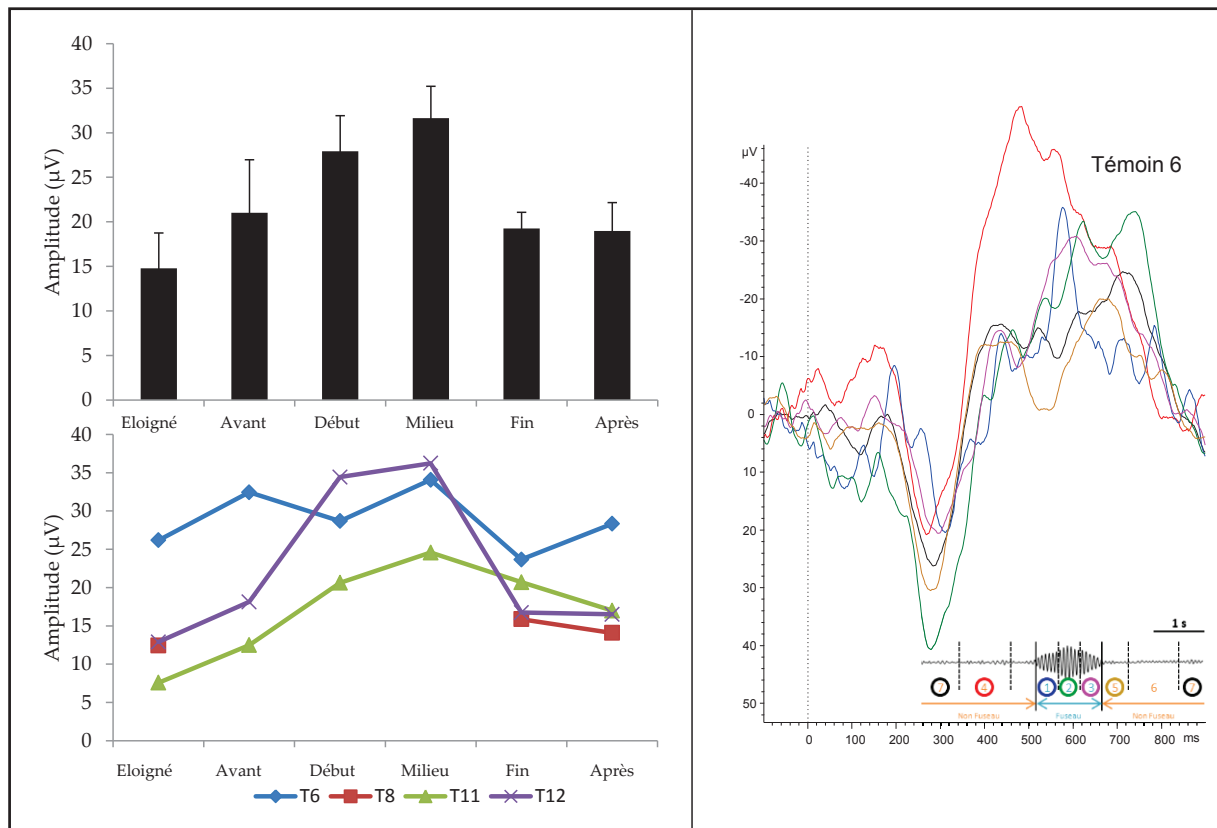 40
35
30
25
20
15
10
5
0
Amplitude (µV)
Eloigné Avant Début Milieu Fin Après
40
35
30
25
20
15
10
5
0
Amplitude (µV)
Eloigné Avant Début Milieu Fin Après
T6 T8 T11 T12
µV
Témoin 6
-40
-30
-20
-10
0
10
20
30
40
50
1 s
7 4 1 2 3 5 6 7
Non Fuseau Fuseau Non Fuseau
0 100 200 300 400 500 600 700 800 ms